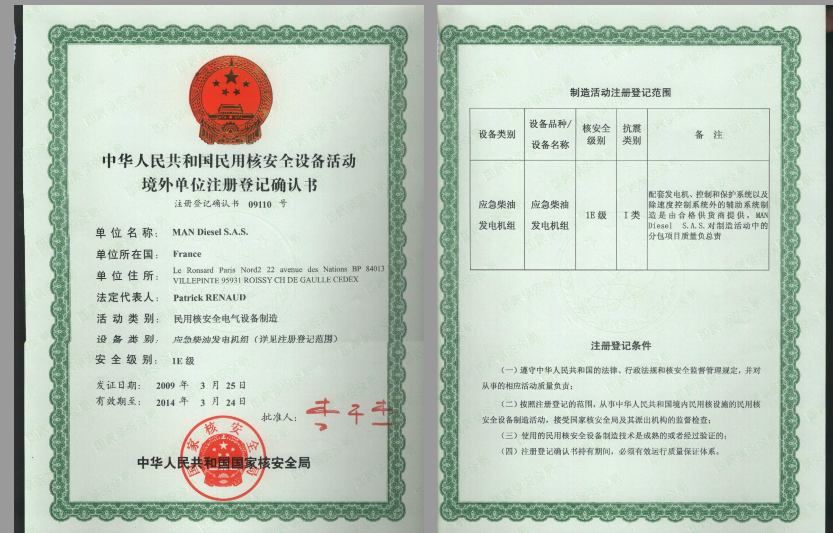 中华人民共和国民用核安全设备活动
境外单位注册登记确认书
注册登记确认书 09110 号
单位名称: MAN Diesel S.A.S.
单位所在国: France
单位住所: Le Ronsard Paris Nord2 22 avenue des Nations BP 84013
VILLEPINTE 95931 ROISSY CH DE GAULLE CEDEX
法定代表人: Patrick RENAUD
活动类别: 民用核安全电气设备制造
设备类别: 应急柴油发电机组（详见注册登记范围）
安全级别: 1E 级
发证日期: 2009 年 3 月 25 日
有效期至: 2014 年 3 月 24 日
批准人:
国家核安全局
中华人民共和国国家核安全局
制造活动注册登记范围
设备类别 设备品种/设备名称 核安全级别 抗震类别 备 注
应急柴油发电机组 应急柴油发电机组 1E 级 I 类
配套发电机、控制和保护系统以及
除速度控制系统外的辅助系统制
造是由合格供货商提供，MAN
Diesel S.A.S.对制造活动中的
分包项目质量负总责
注册登记条件
（一）遵守中华人民共和国的法律、行政法规和核安全监督管理规定，并对
从事的相应活动质量负责；
（二）按照注册登记的范围，从事中华人民共和国境内民用核设施的民用核
安全设备制造活动，接受国家核安全局及其派出机构的监督检查；
（三）使用的民用核安全设备制造技术是成熟的或者经过验证的；
（四）注册登记确认书持有期间，必须有效运行质量保证体系。